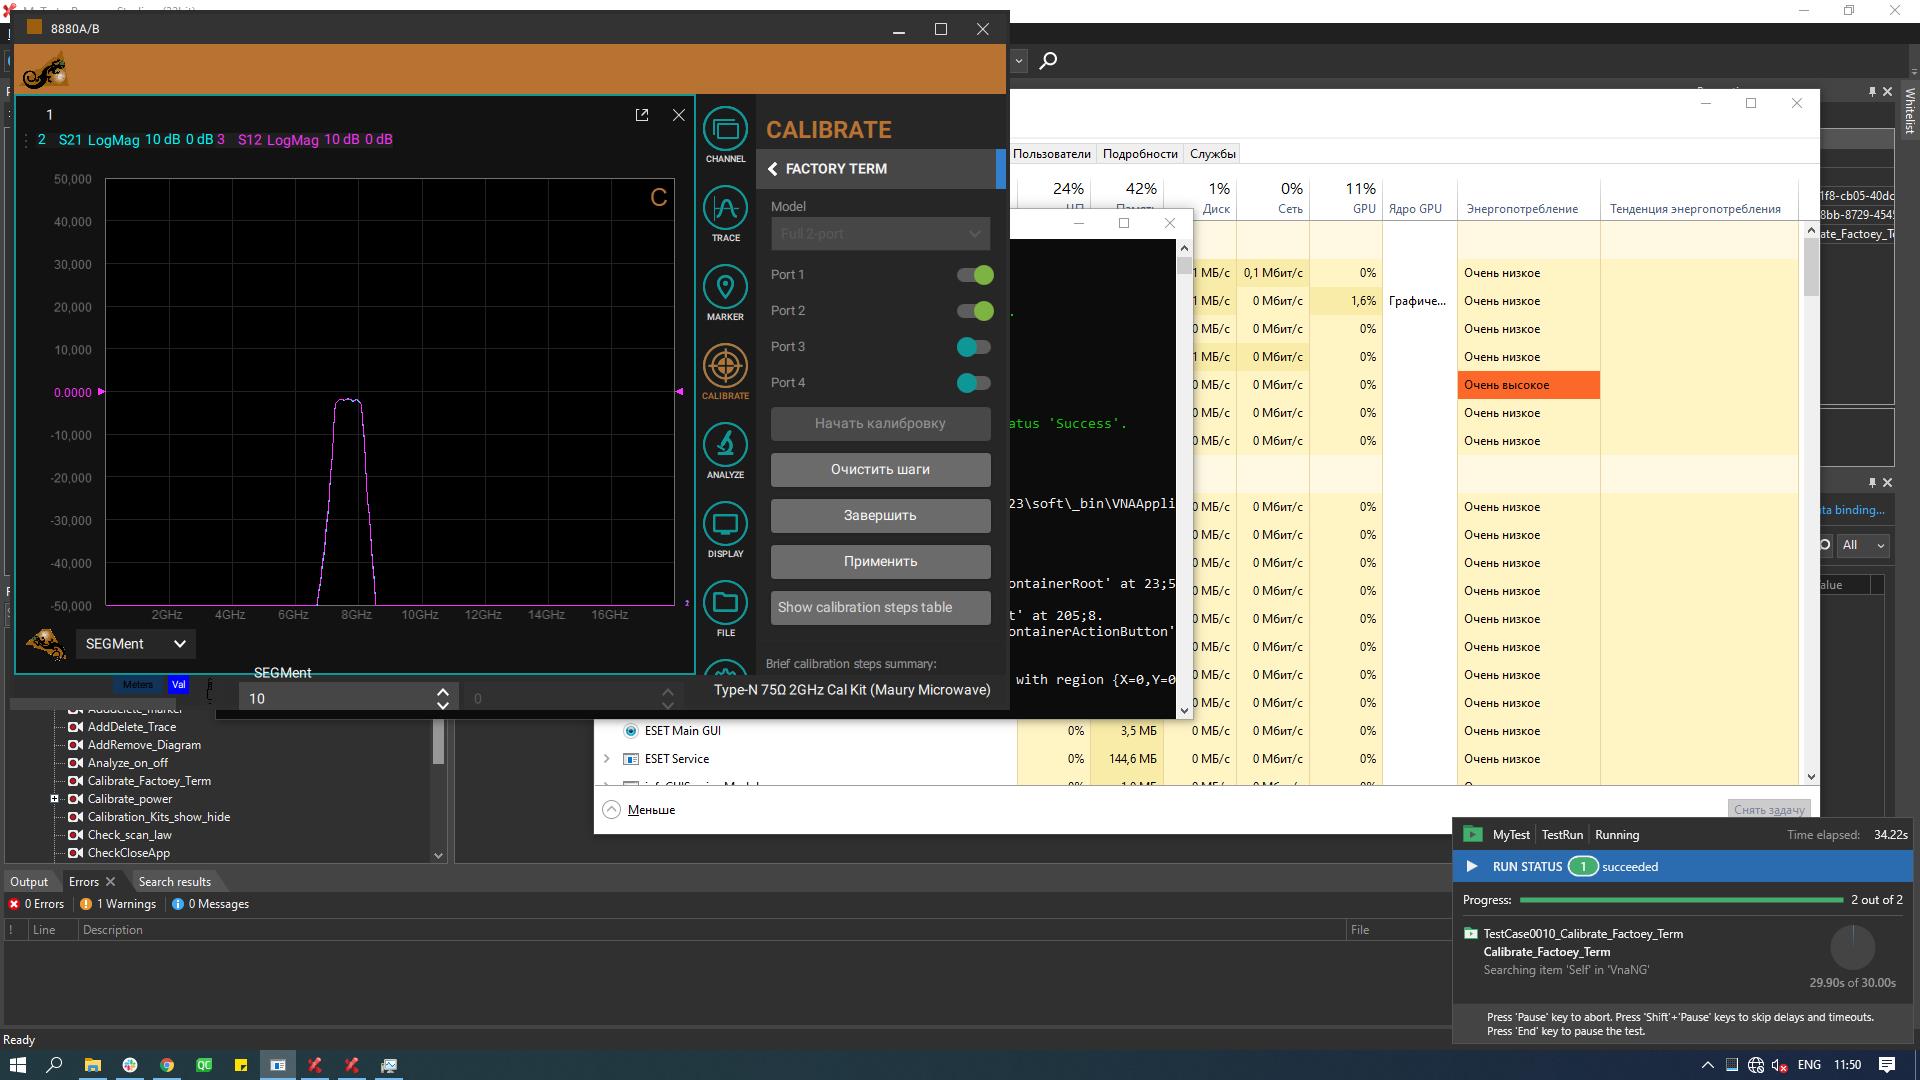 8880A/B
1
2 S21 LogMag 10 dB 0 dB 3 S12 LogMag 10 dB 0 dB
50,000
40,000
30,000
20,000
10,000
0.0000
-10,000
-20,000
-30,000
-40,000
-50,000
2GHz 4GHz 6GHz 8GHz 10GHz 12GHz 14GHz 16GHz
C
SEGMent
SEGMent
Meters Val
10
0
CHANNEL
TRACE
MARKER
CALIBRATE
ANALYZE
DISPLAY
FILE
CALIBRATE
FACTORY TERM
Model
Full 2-port
Port 1
Port 2
Port 3
Port 4
Начать калибровку
Очистить шаги
Завершить
Применить
Show calibration steps table
Brief calibration steps summary:
Type-N 75Ω 2GHz Cal Kit (Maury Microwave)
Whitelist
Пользователи Подробности Службы
24% 42% 1% 0% 11%
Диск Сеть GPU Ядро GPU Энергопотребление Тенденция энергопотребления
1 МБ/с 0,1 Мбит/с 0% Очень низкое
1 МБ/с 0 Мбит/с 1,6% Графиче... Очень низкое
0 МБ/с 0 Мбит/с 0% Очень низкое
1 МБ/с 0 Мбит/с 0% Очень низкое
0 МБ/с 0 Мбит/с 0% Очень высокое
0 МБ/с 0 Мбит/с 0% Очень низкое
0 МБ/с 0 Мбит/с 0% Очень низкое
0 МБ/с 0 Мбит/с 0% Очень низкое
0 МБ/с 0 Мбит/с 0% Очень низкое
0 МБ/с 0 Мбит/с 0% Очень низкое
0 МБ/с 0 Мбит/с 0% Очень низкое
0 МБ/с 0 Мбит/с 0% Очень низкое
0 МБ/с 0 Мбит/с 0% Очень низкое
0 МБ/с 0 Мбит/с 0% Очень низкое
0 МБ/с 0 Мбит/с 0% Очень низкое
ESET Main GUI 0% 3,5 МБ 0 МБ/с 0 Мбит/с 0% Очень низкое
ESET Service 0% 144,6 МБ 0 МБ/с 0 Мбит/с 0% Очень низкое
Меньше
Снять задачу
atus 'Success'.
23\soft\_bin\VNAAppli
ontainerRoot' at 23;5
t' at 205;8.
ontainerActionButton'
with region {X=0,Y=0
1f8-cb05-40dc
8bb-8729-454
ate_Factoey_T
ta binding...
All
alue
AddDelete_marker
AddDelete_Trace
AddRemove_Diagram
Analyze_on_off
Calibrate_Factoey_Term
Calibrate_power
Calibration_Kits_show_hide
Check_scan_law
CheckCloseApp
Output Errors Search results
0 Errors 1 Warnings 0 Messages
! Line Description File
Ready
MyTest TestRun Running Time elapsed: 34.22s
RUN STATUS 1 succeeded
Progress: 2 out of 2
TestCase0010_Calibrate_Factoey_Term
Calibrate_Factoey_Term
Searching item 'Self' in 'VnaNG'
29.90s of 30.00s
Press 'Pause' key to abort. Press 'Shift'+'Pause' keys to skip delays and timeouts.
Press 'End' key to pause the test.
QC
ENG 11:50